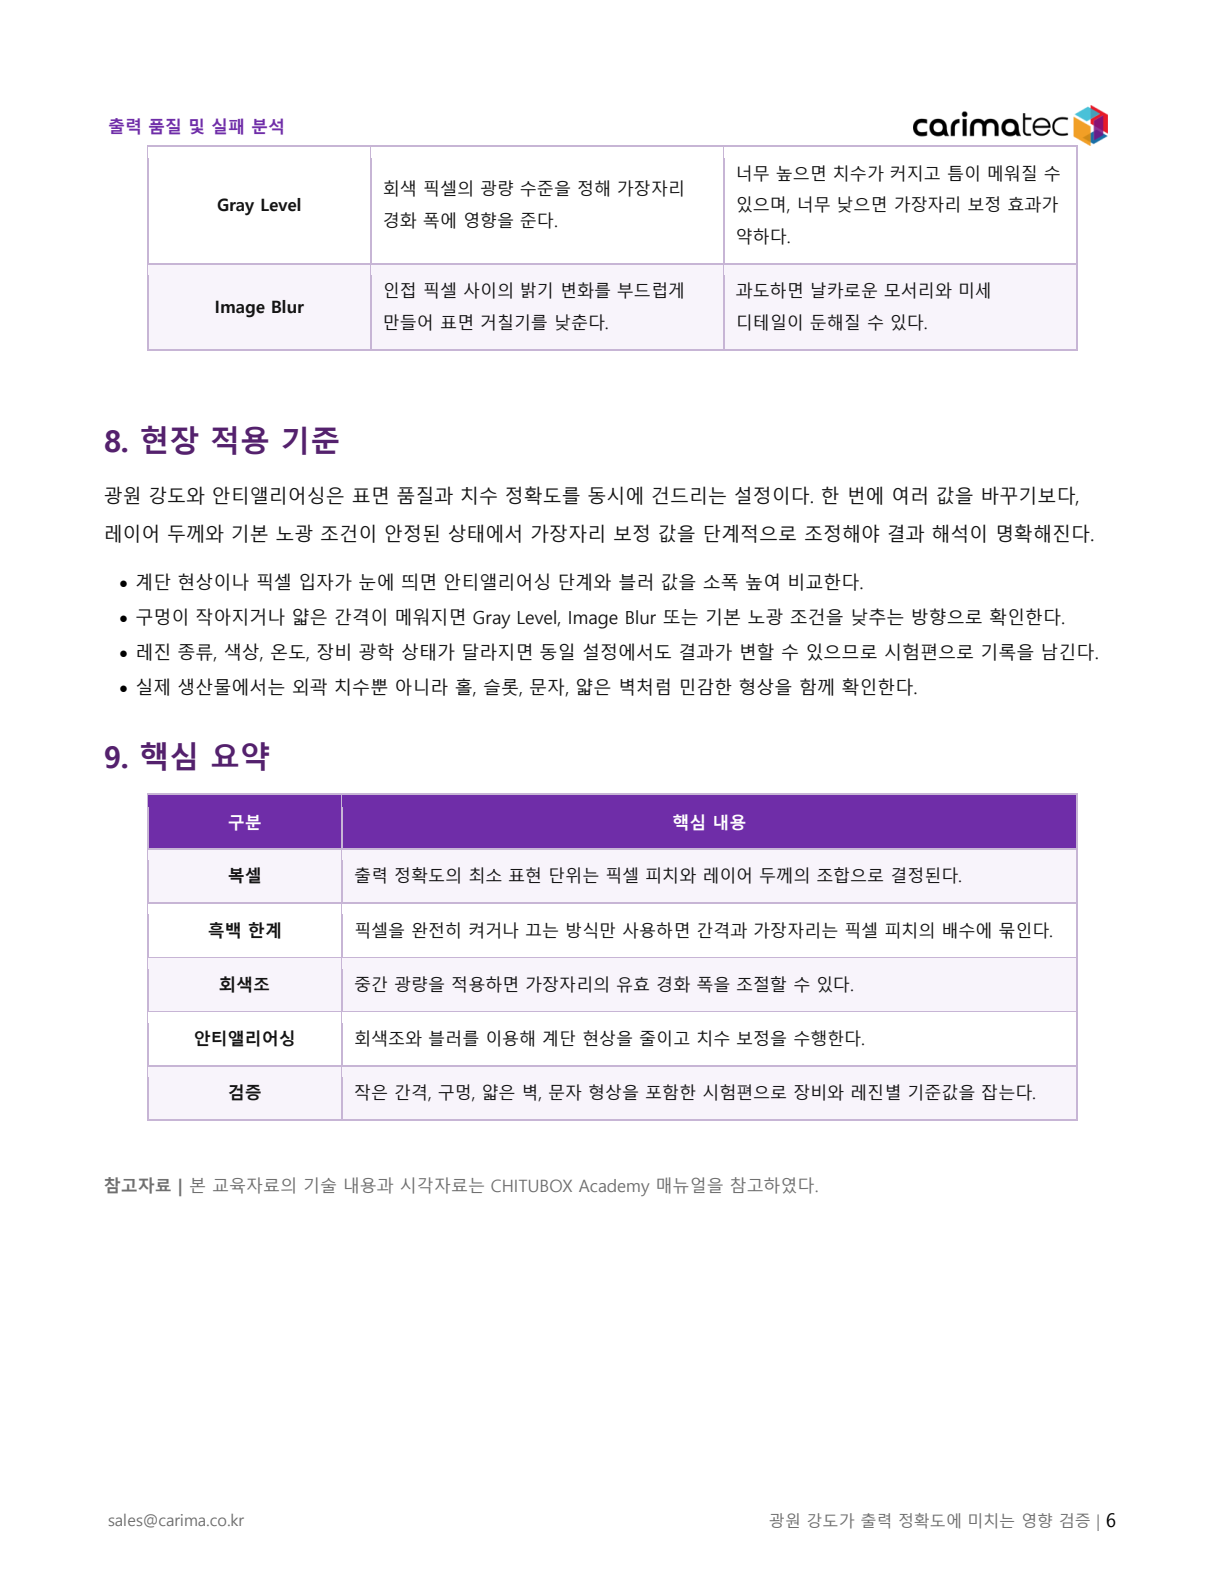 출력 품질 및 실패 분석
carimatec
Gray Level
회색 픽셀의 광량 수준을 정해 가장자리
경화 폭에 영향을 준다.
너무 높으면 치수가 커지고 틈이 메워질 수
있으며, 너무 낮으면 가장자리 보정 효과가
약하다.
Image Blur
인접 픽셀 사이의 밝기 변화를 부드럽게
만들어 표면 거칠기를 낮춘다.
과도하면 날카로운 모서리와 미세
디테일이 둔해질 수 있다.
8. 현장 적용 기준
광원 강도와 안티앨리어싱은 표면 품질과 치수 정확도를 동시에 건드리는 설정이다. 한 번에 여러 값을 바꾸기보다,
레이어 두께와 기본 노광 조건이 안정된 상태에서 가장자리 보정 값을 단계적으로 조정해야 결과 해석이 명확해진다.
• 계단 현상이나 픽셀 입자가 눈에 띄면 안티앨리어싱 단계와 블러 값을 소폭 높여 비교한다.
• 구멍이 작아지거나 얇은 간격이 메워지면 Gray Level, Image Blur 또는 기본 노광 조건을 낮추는 방향으로 확인한다.
• 레진 종류, 색상, 온도, 장비 광학 상태가 달라지면 동일 설정에서도 결과가 변할 수 있으므로 시험편으로 기록을 남긴다.
• 실제 생산물에서는 외곽 치수뿐 아니라 홀, 슬롯, 문자, 얇은 벽처럼 민감한 형상을 함께 확인한다.
9. 핵심 요약
구분
핵심 내용
복셀
출력 정확도의 최소 표현 단위는 픽셀 피치와 레이어 두께의 조합으로 결정된다.
흑백 한계
픽셀을 완전히 켜거나 끄는 방식만 사용하면 간격과 가장자리는 픽셀 피치의 배수에 묶인다.
회색조
중간 광량을 적용하면 가장자리의 유효 경화 폭을 조절할 수 있다.
안티앨리어싱
회색조와 블러를 이용해 계단 현상을 줄이고 치수 보정을 수행한다.
검증
작은 간격, 구멍, 얇은 벽, 문자 형상을 포함한 시험편으로 장비와 레진별 기준값을 잡는다.
참고자료 | 본 교육자료의 기술 내용과 시각자료는 CHITUBOX Academy 매뉴얼을 참고하였다.
sales@carima.co.kr
광원 강도가 출력 정확도에 미치는 영향 검증 | 6